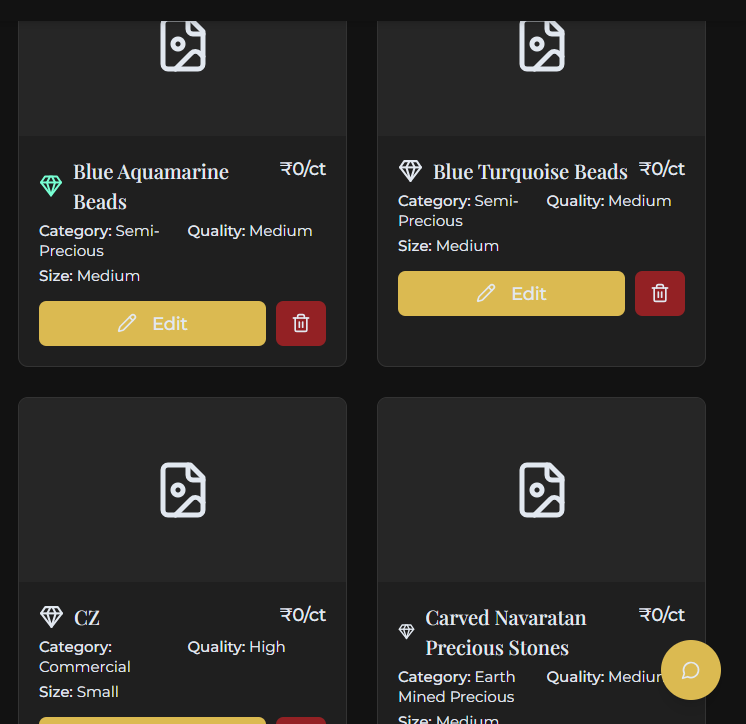 Blue Aquamarine
Beads
₹0/ct
Category: Semi-
Precious
Quality: Medium
Size: Medium
Edit
Blue Turquoise Beads
₹0/ct
Category: Semi-
Precious
Quality: Medium
Size: Medium
Edit
CZ
₹0/ct
Category:
Commercial
Quality: High
Size: Small
Carved Navaratan
Precious Stones
₹0/ct
Category: Earth
Mined Precious
Quality: Medium
Size: Medium